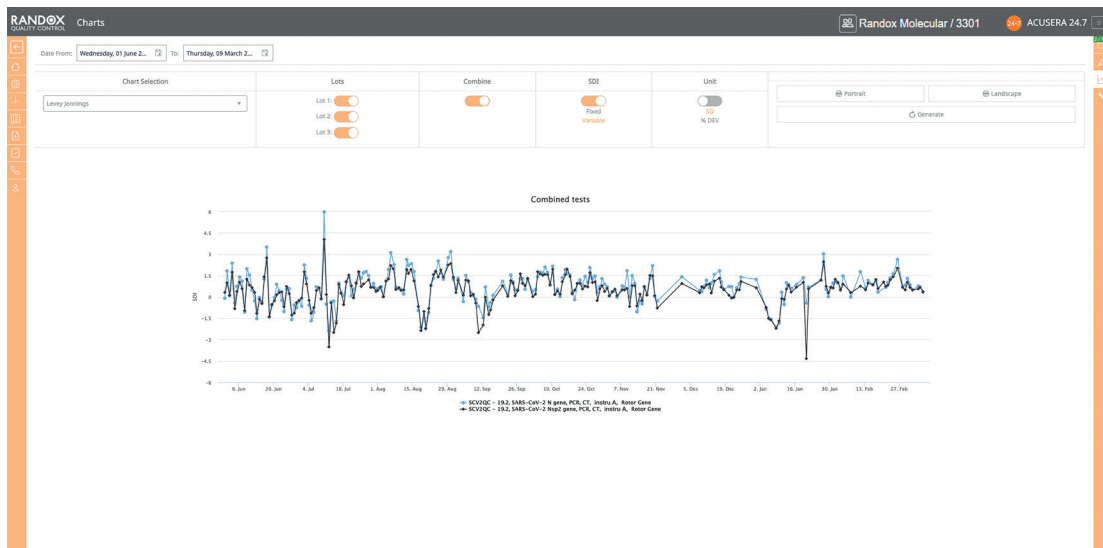 RANDOX
QUALITY CONTROL
Charts
Randox Molecular / 3301
24•7 ACUSERA 24.7
Date From: Wednesday, 01 June 2... To: Thursday, 09 March 2...
Chart Selection Lots Combine SDI Unit
Levey Jennings
Lot 1:
Lot 2:
Lot 3:
Fixed
Variable
SD
% DEV
Portrait Landscape
Generate
Combined tests
6
4.5
3
1.5
0
-1.5
-3
-4.5
-6
SDI
6. Jun 20. Jun 4. Jul 18. Jul 1. Aug 15. Aug 29. Aug 12. Sep 26. Sep 10. Oct 24. Oct 7. Nov 21. Nov 5. Dec 19. Dec 2. Jan 16. Jan 30. Jan 13. Feb 27. Feb
SCV2QC - 19.2, SARS-CoV-2 N gene, PCR, CT, instru A, Rotor Gene
SCV2QC - 19.2, SARS-CoV-2 Nsp2 gene, PCR, CT, instru A, Rotor Gene